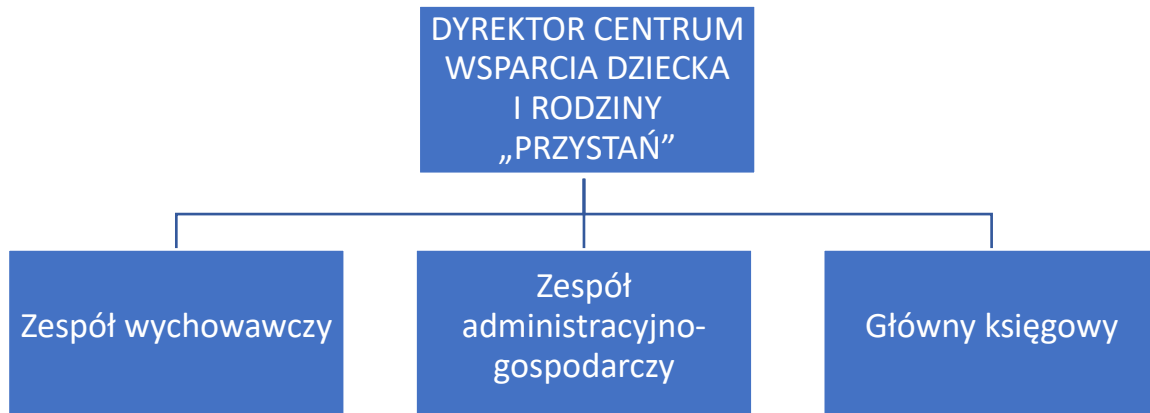 DYREKTOR CENTRUM
WSPARCIA DZIECKA
I RODZINY
„PRZYSTAŃ”
Zespół wychowawczy
Zespół
administracyjno-
gospodarczy
Główny księgowy